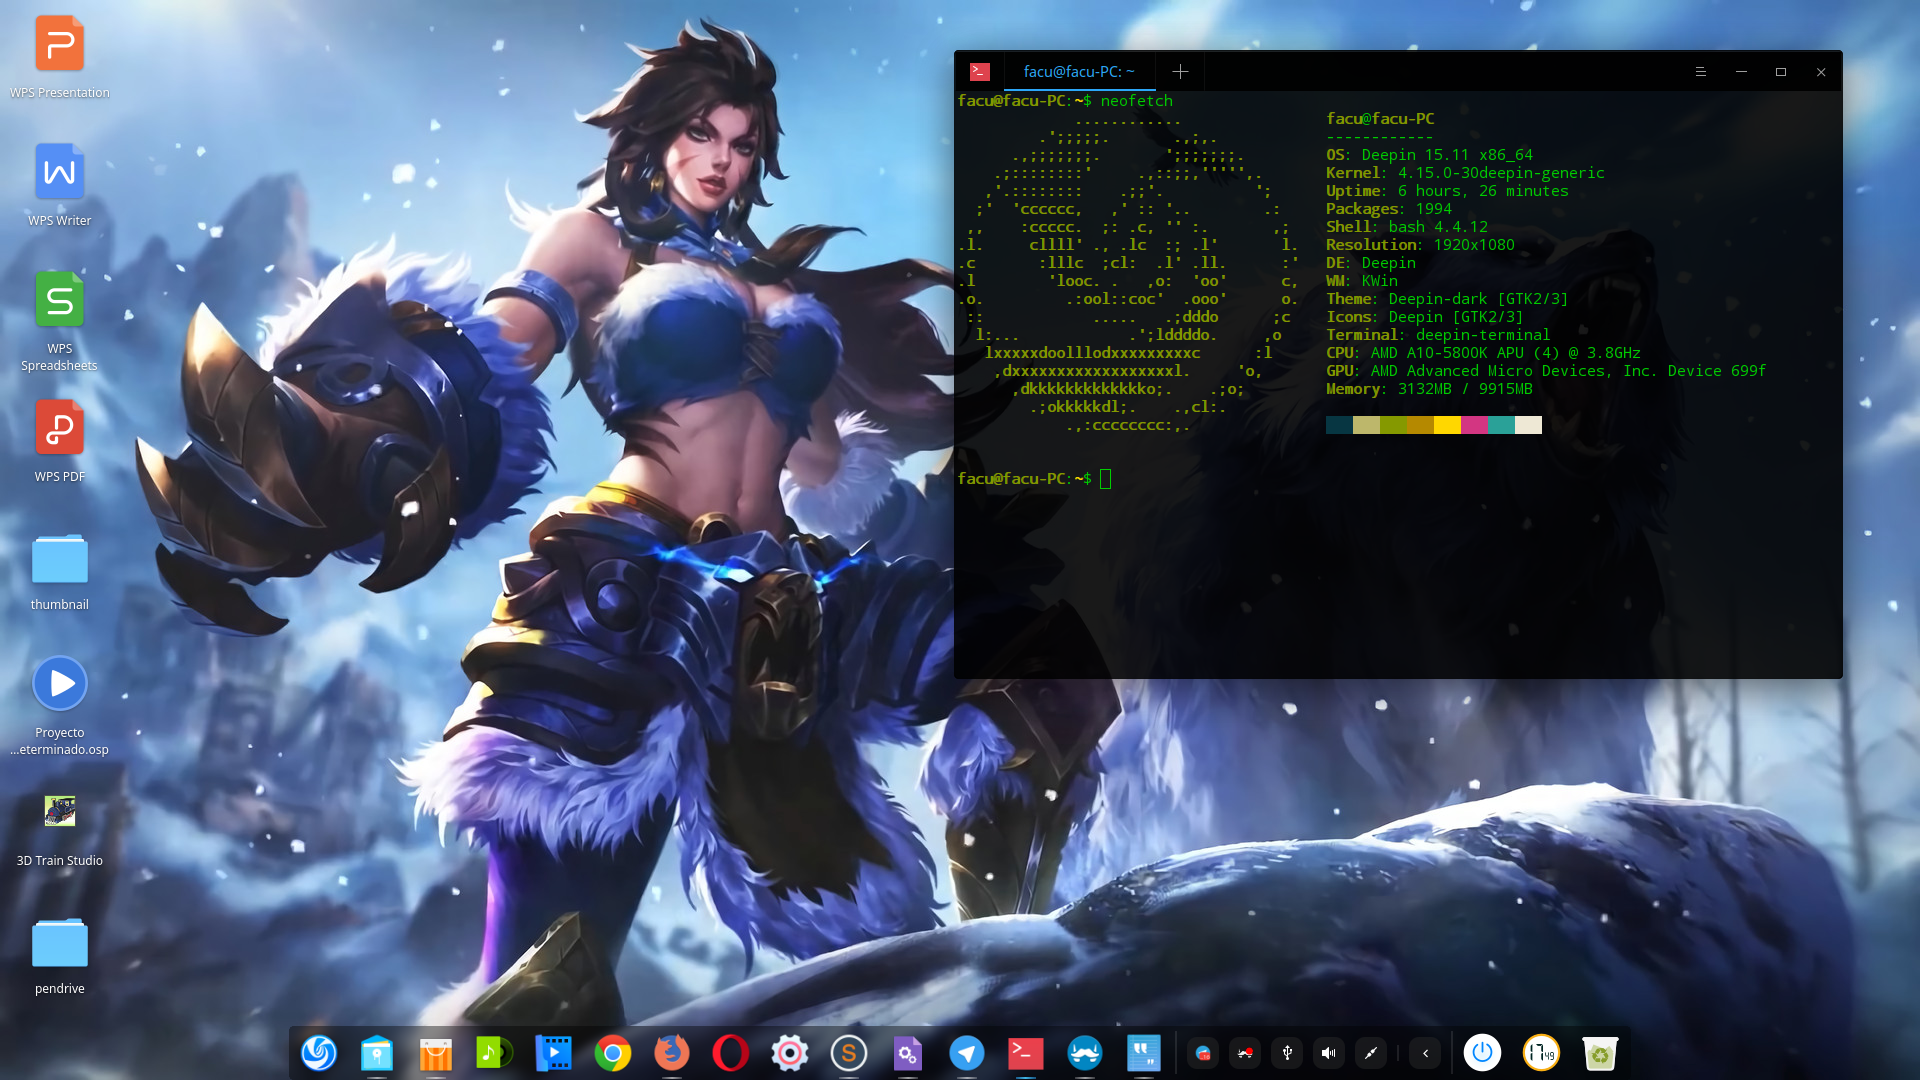 WPS Presentation
WPS Writer
WPS
Spreadsheets
WPS PDF
thumbnail
Proyecto
...eterminado.osp
3D Train Studio
pendrive
facu@facu-PC: ~
facu@facu-PC:~$ neofetch
facu@facu-PC
------------
OS: Deepin 15.11 x86_64
Kernel: 4.15.0-30deepin-generic
Uptime: 6 hours, 26 minutes
Packages: 1994
Shell: bash 4.4.12
Resolution: 1920x1080
DE: Deepin
WM: KWin
Theme: Deepin-dark [GTK2/3]
Icons: Deepin [GTK2/3]
Terminal: deepin-terminal
CPU: AMD A10-5800K APU (4) @ 3.8GHz
GPU: AMD Advanced Micro Devices, Inc. Device 699f
Memory: 3132MB / 9915MB
facu@facu-PC:~$
17 49